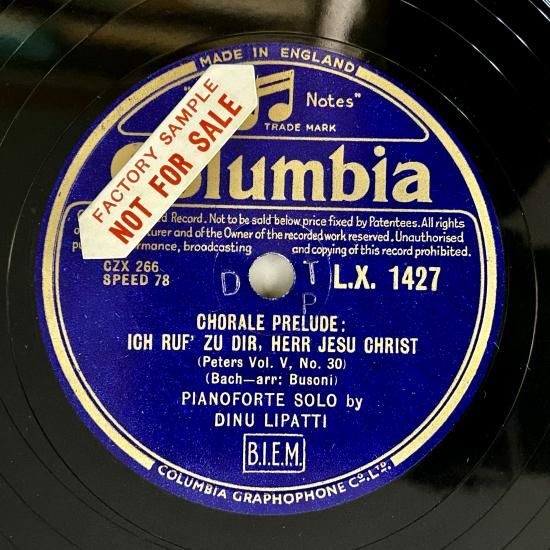 MADE IN ENGLAND
Notes"
TRADE MARK
FACTORY SAMPLE
NOT FOR SALE
Columbia
d Record. Not to be sold below price fixed by Patentees. All rights
turer and of the Owner of the recorded work reserved. Unauthorised
ormance, broadcasting and copying of this record prohibited.
CZX 266
SPEED 78
D T P
L.X. 1427
CHORALE PRELUDE:
ICH RUF' ZU DIR, HERR JESU CHRIST
(Peters Vol. V, No. 30)
(Bach—arr: Busoni)
PIANOFORTE SOLO by
DINU LIPATTI
B.I.E.M.
COLUMBIA GRAPHOPHONE CO. LTD.